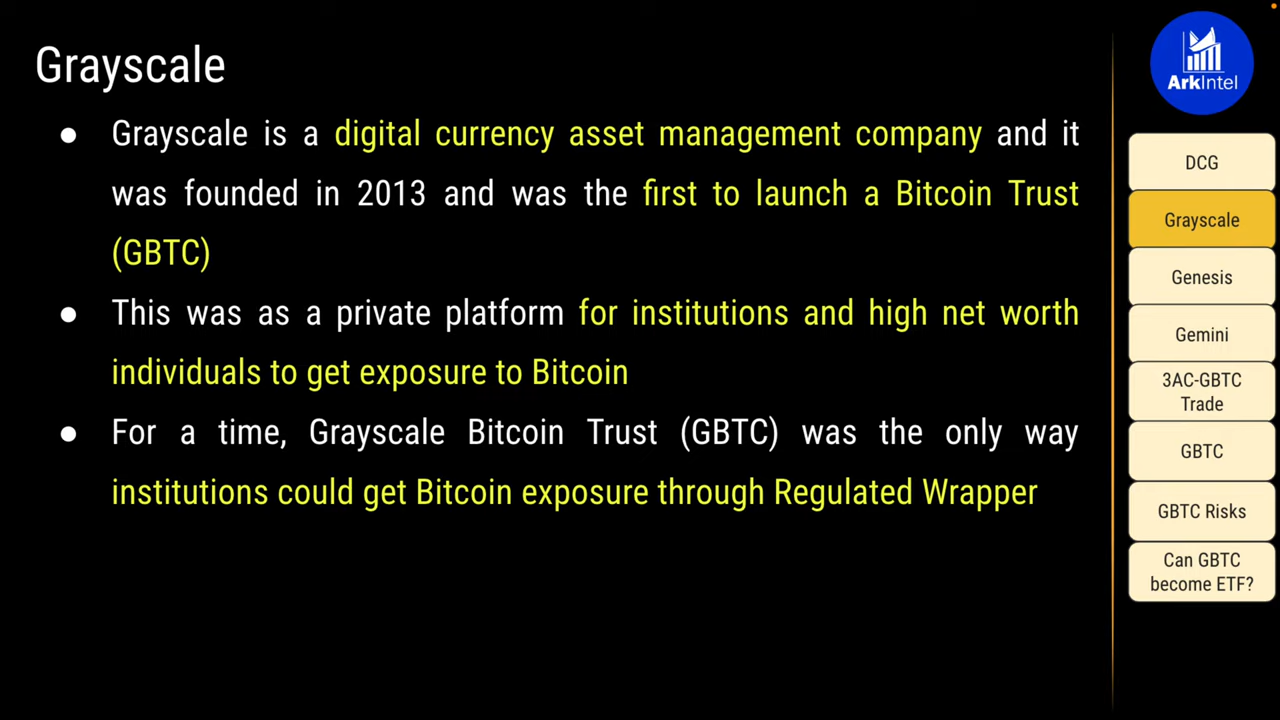 Grayscale
● Grayscale is a digital currency asset management company and it
was founded in 2013 and was the first to launch a Bitcoin Trust
(GBTC)
● This was as a private platform for institutions and high net worth
individuals to get exposure to Bitcoin
● For a time, Grayscale Bitcoin Trust (GBTC) was the only way
institutions could get Bitcoin exposure through Regulated Wrapper
ArkIntel
DCG
Grayscale
Genesis
Gemini
3AC-GBTC
Trade
GBTC
GBTC Risks
Can GBTC
become ETF?